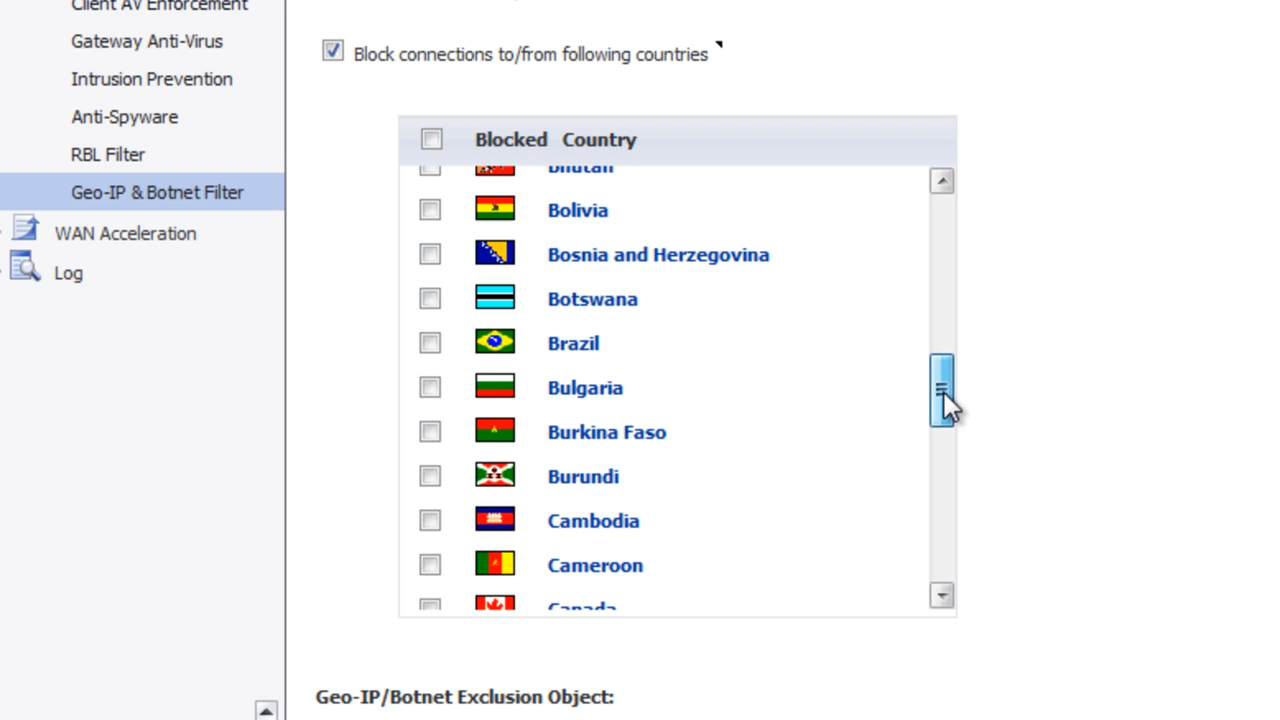 Client AV Enforcement
Gateway Anti-Virus
Intrusion Prevention
Anti-Spyware
RBL Filter
Geo-IP & Botnet Filter
WAN Acceleration
Log
Block connections to/from following countries
Blocked Country
Bhutan
Bolivia
Bosnia and Herzegovina
Botswana
Brazil
Bulgaria
Burkina Faso
Burundi
Cambodia
Cameroon
Canada
Geo-IP/Botnet Exclusion Object: